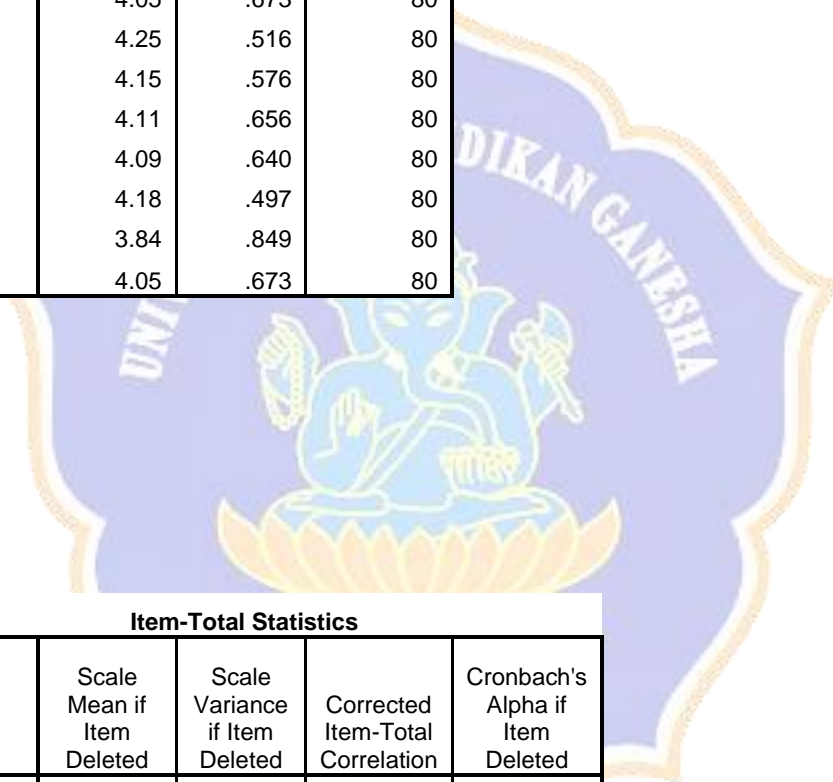 4.25 .516 80
4.15 .576 80
4.11 .656 80
4.09 .640 80
4.18 .497 80
3.84 .849 80
4.05 .673 80
DIKAN GANESHA
Item-Total Statistics
Scale Mean if Item Deleted
Scale Variance if Item Deleted
Corrected Item-Total Correlation
Cronbach's Alpha if Item Deleted